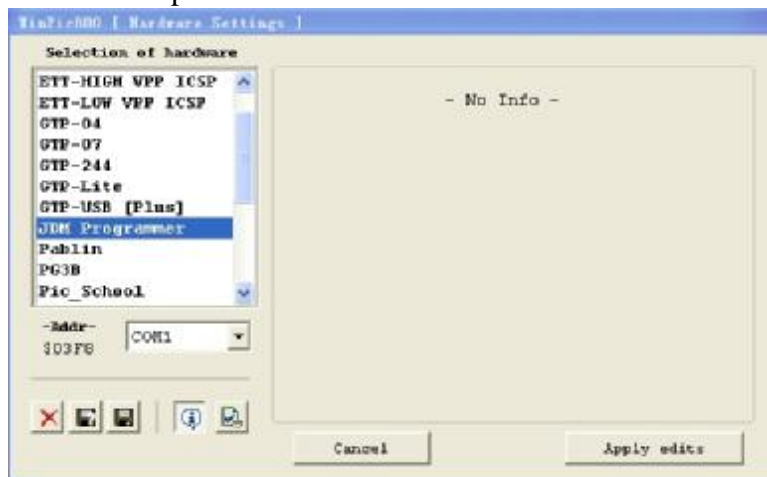 WinPic800 [ Hardware Settings ]
Selection of hardware
ETT-HIGH VPP ICSP
ETT-LOW VPP ICSP
GTP-04
GTP-07
GTP-244
GTP-Lite
GTP-USB [Plus]
JDM Programmer
Pablin
PG3B
Pic_School
- No Info -
-Addr-
$03F8
COM1
Cancel
Apply edits